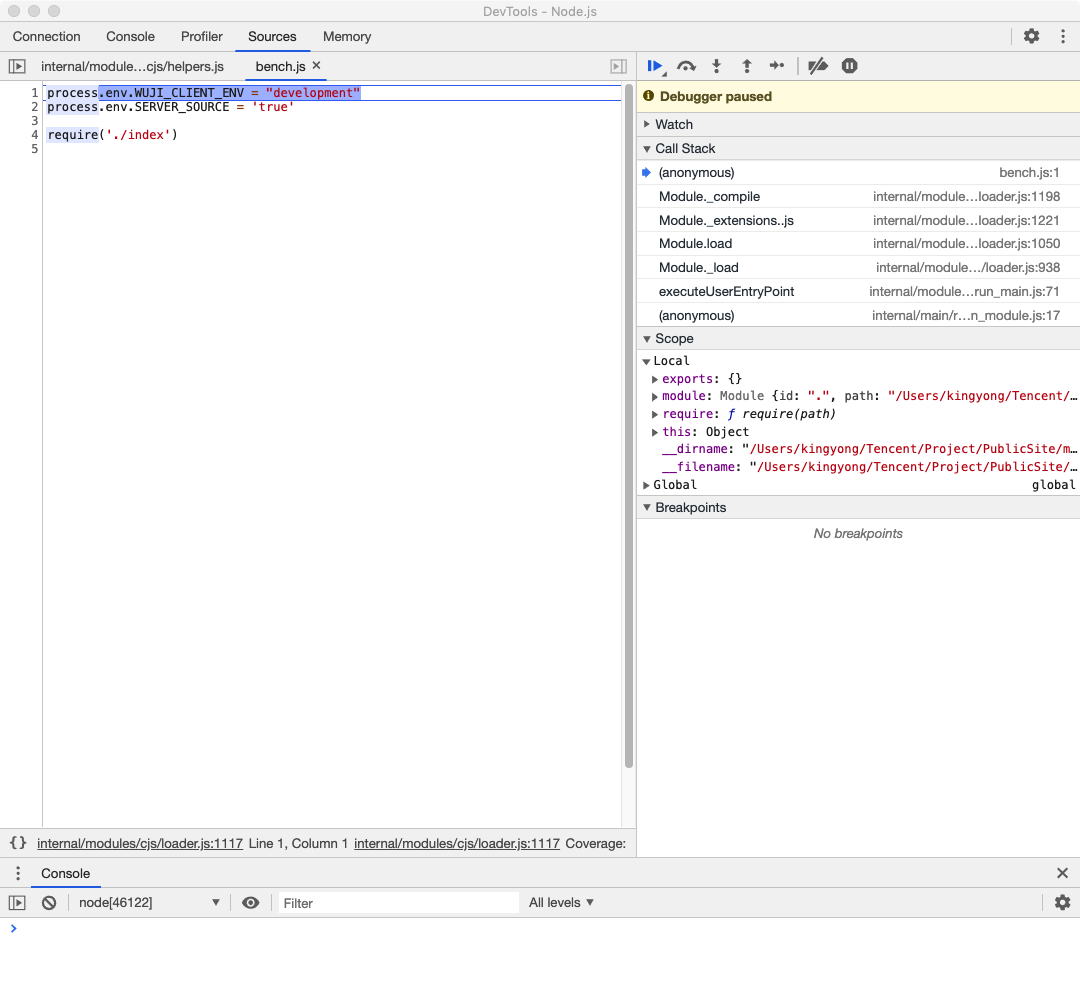 DevTools - Node.js
Connection Console Profiler Sources Memory
internal/module…cjs/helpers.js bench.js ×
1 process.env.WUJI_CLIENT_ENV = "development"
2 process.env.SERVER_SOURCE = 'true'
3
4 require('./index')
5
{} internal/modules/cjs/loader.js:1117 Line 1, Column 1 internal/modules/cjs/loader.js:1117 Coverage:
Debugger paused
Watch
Call Stack
(anonymous) bench.js:1
Module._compile internal/module…loader.js:1198
Module._extensions..js internal/module…loader.js:1221
Module.load internal/module…loader.js:1050
Module._load internal/module…/loader.js:938
executeUserEntryPoint internal/module…run_main.js:71
(anonymous) internal/main/r…n_module.js:17
Scope
Local
exports: {}
module: Module {id: ".", path: "/Users/kingyong/Tencent/…
require: ƒ require(path)
this: Object
__dirname: "/Users/kingyong/Tencent/Project/PublicSite/m…
__filename: "/Users/kingyong/Tencent/Project/PublicSite/…
Global global
Breakpoints
No breakpoints
Console
node[46122] ▼ Filter All levels ▼